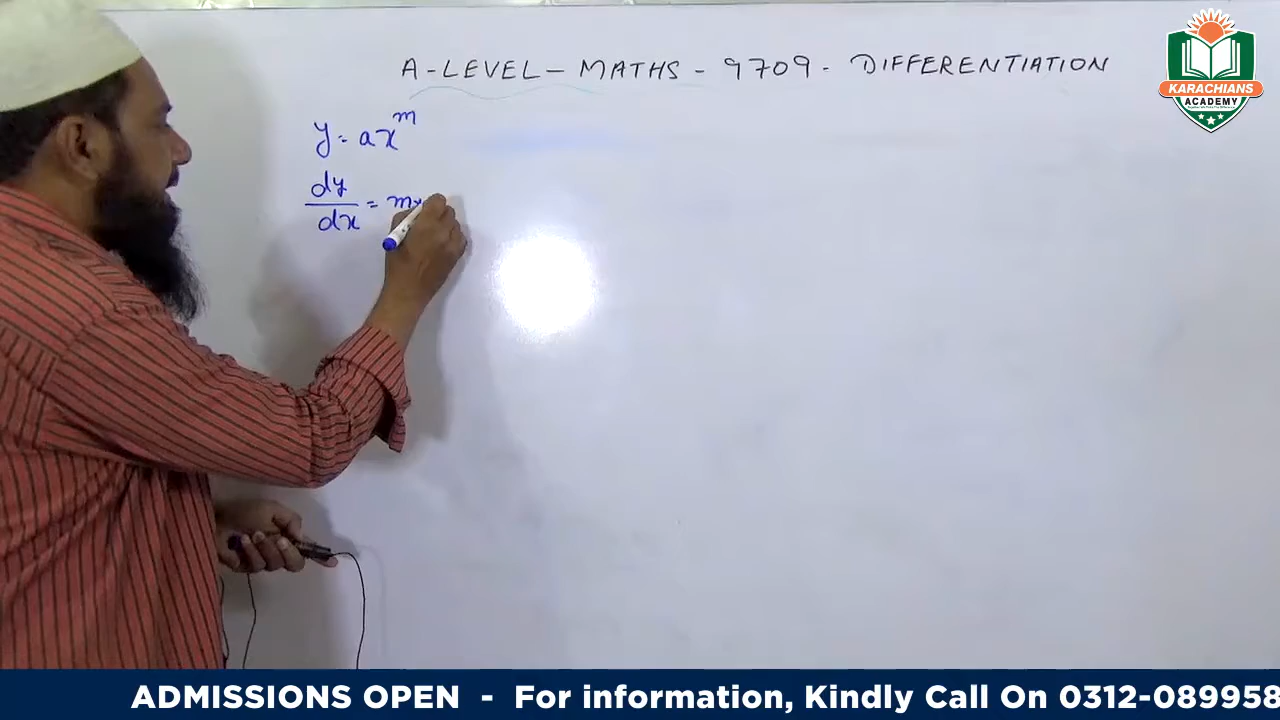 A-LEVEL-MATHS-9709-DIFFERENTIATION
y = ax^m
dy/dx = mx
KARACHIANS
ACADEMY
ADMISSIONS OPEN - For information, Kindly Call On 0312-089958